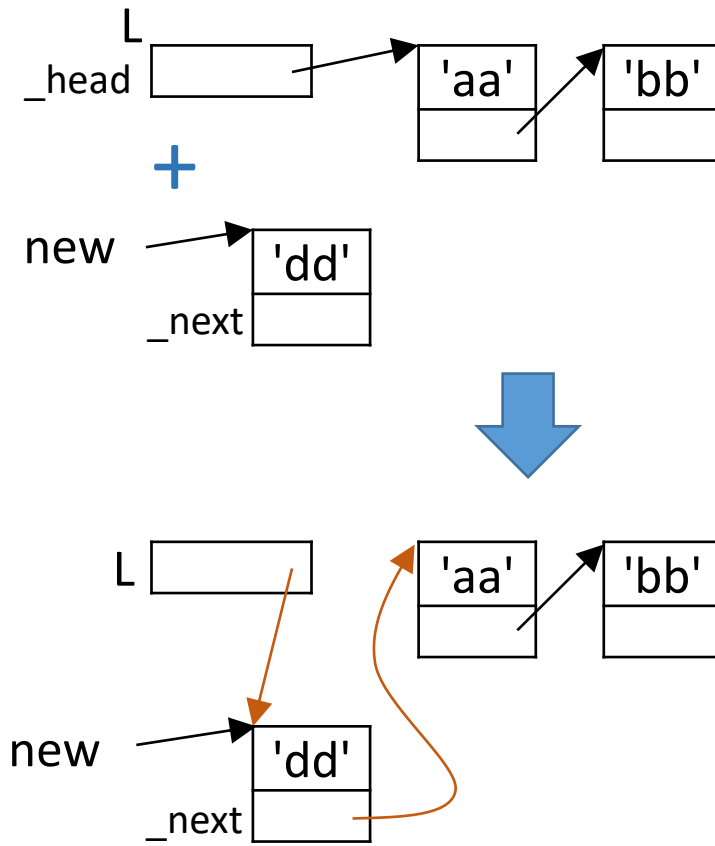 L
_head
'aa'
'bb'
+
new
'dd'
_next
L
'aa'
'bb'
new
'dd'
_next